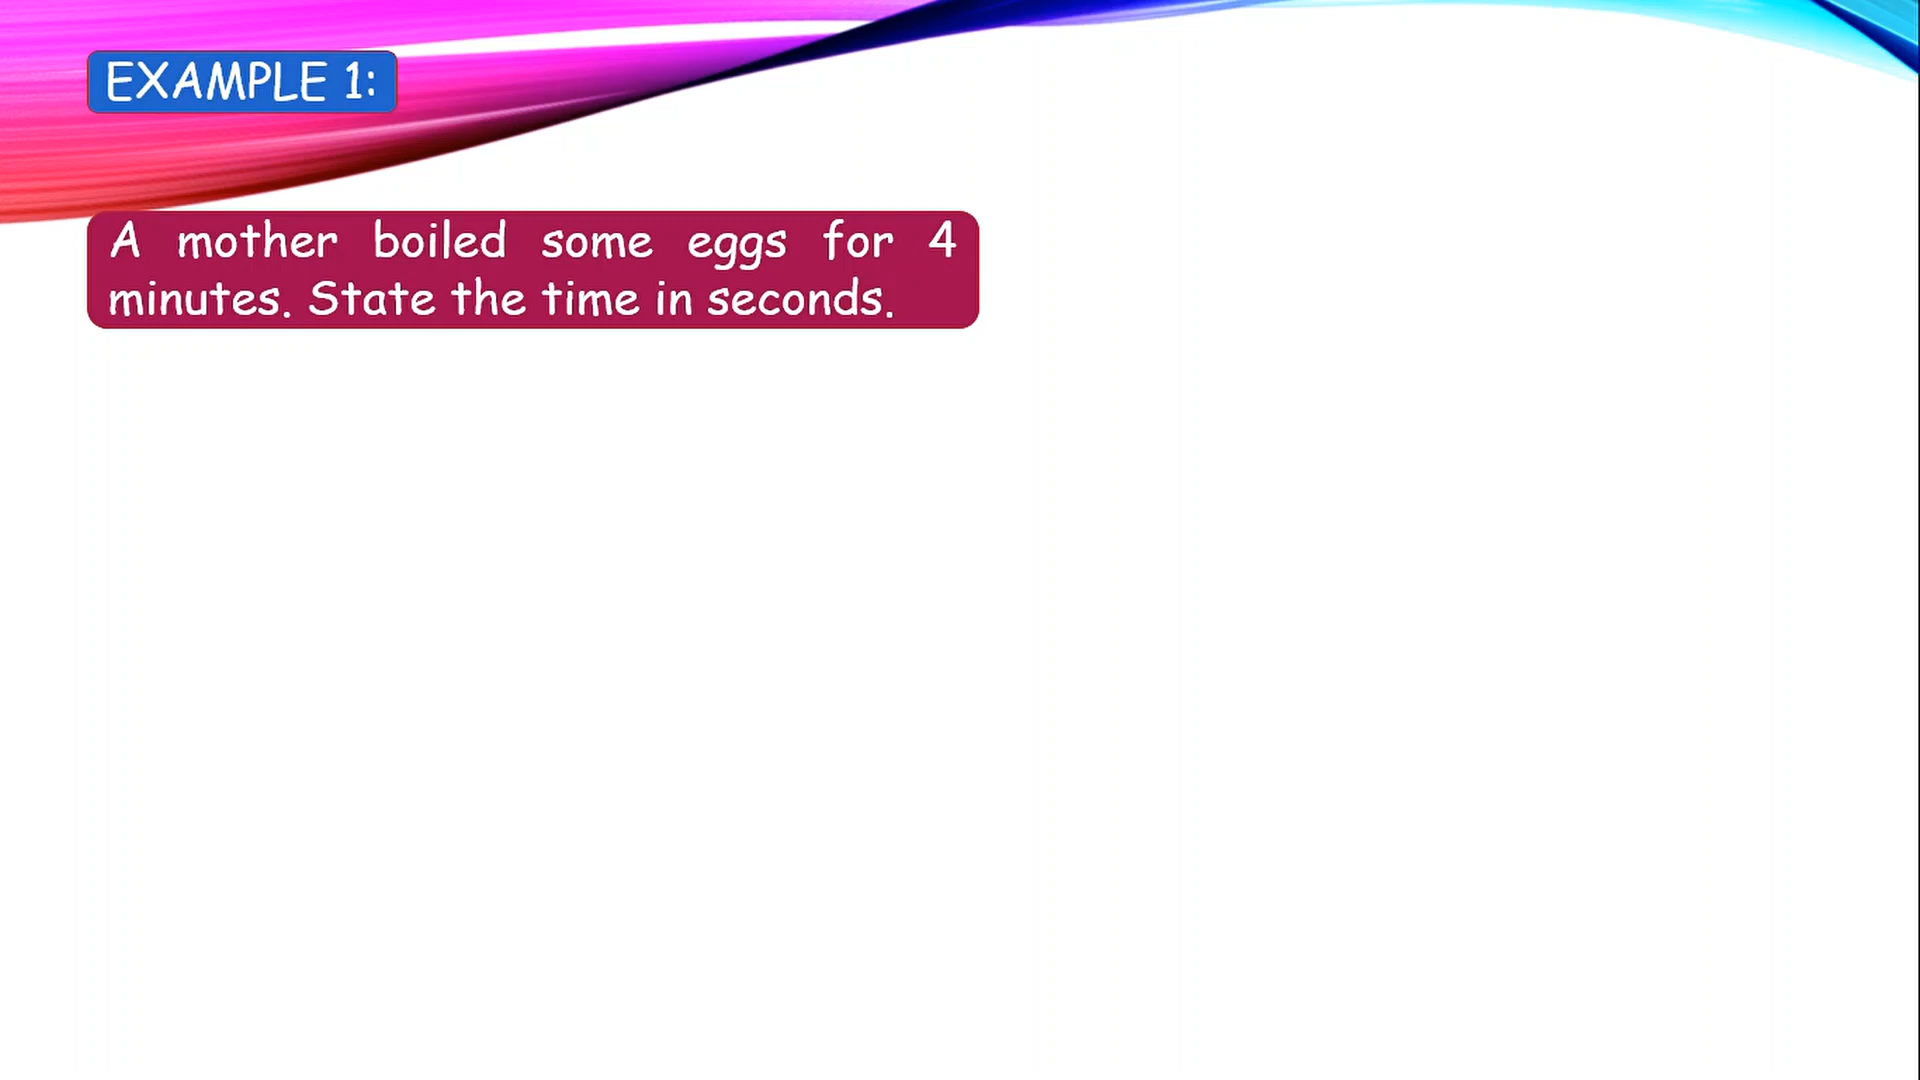 EXAMPLE 1:
A mother boiled some eggs for 4
minutes. State the time in seconds.